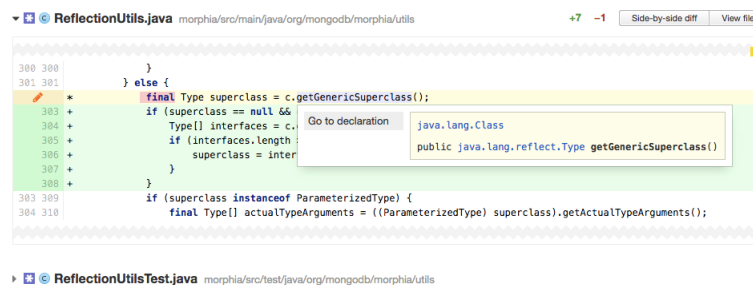 ReflectionUtils.java morphia/src/main/java/org/mongodb/morphia/utils +7 −1 Side-by-side diff View file
300 300 }
301 301 } else {
* final Type superclass = c.getGenericSuperclass();
303 + if (superclass == null &&
304 + Type[] interfaces = c.
305 + if (interfaces.length
306 + superclass = inter
307 + }
308 + }
Go to declaration
java.lang.Class
public java.lang.reflect.Type getGenericSuperclass()
303 309 if (superclass instanceof ParameterizedType) {
304 310 final Type[] actualTypeArguments = ((ParameterizedType) superclass).getActualTypeArguments();
ReflectionUtilsTest.java morphia/src/test/java/org/mongodb/morphia/utils